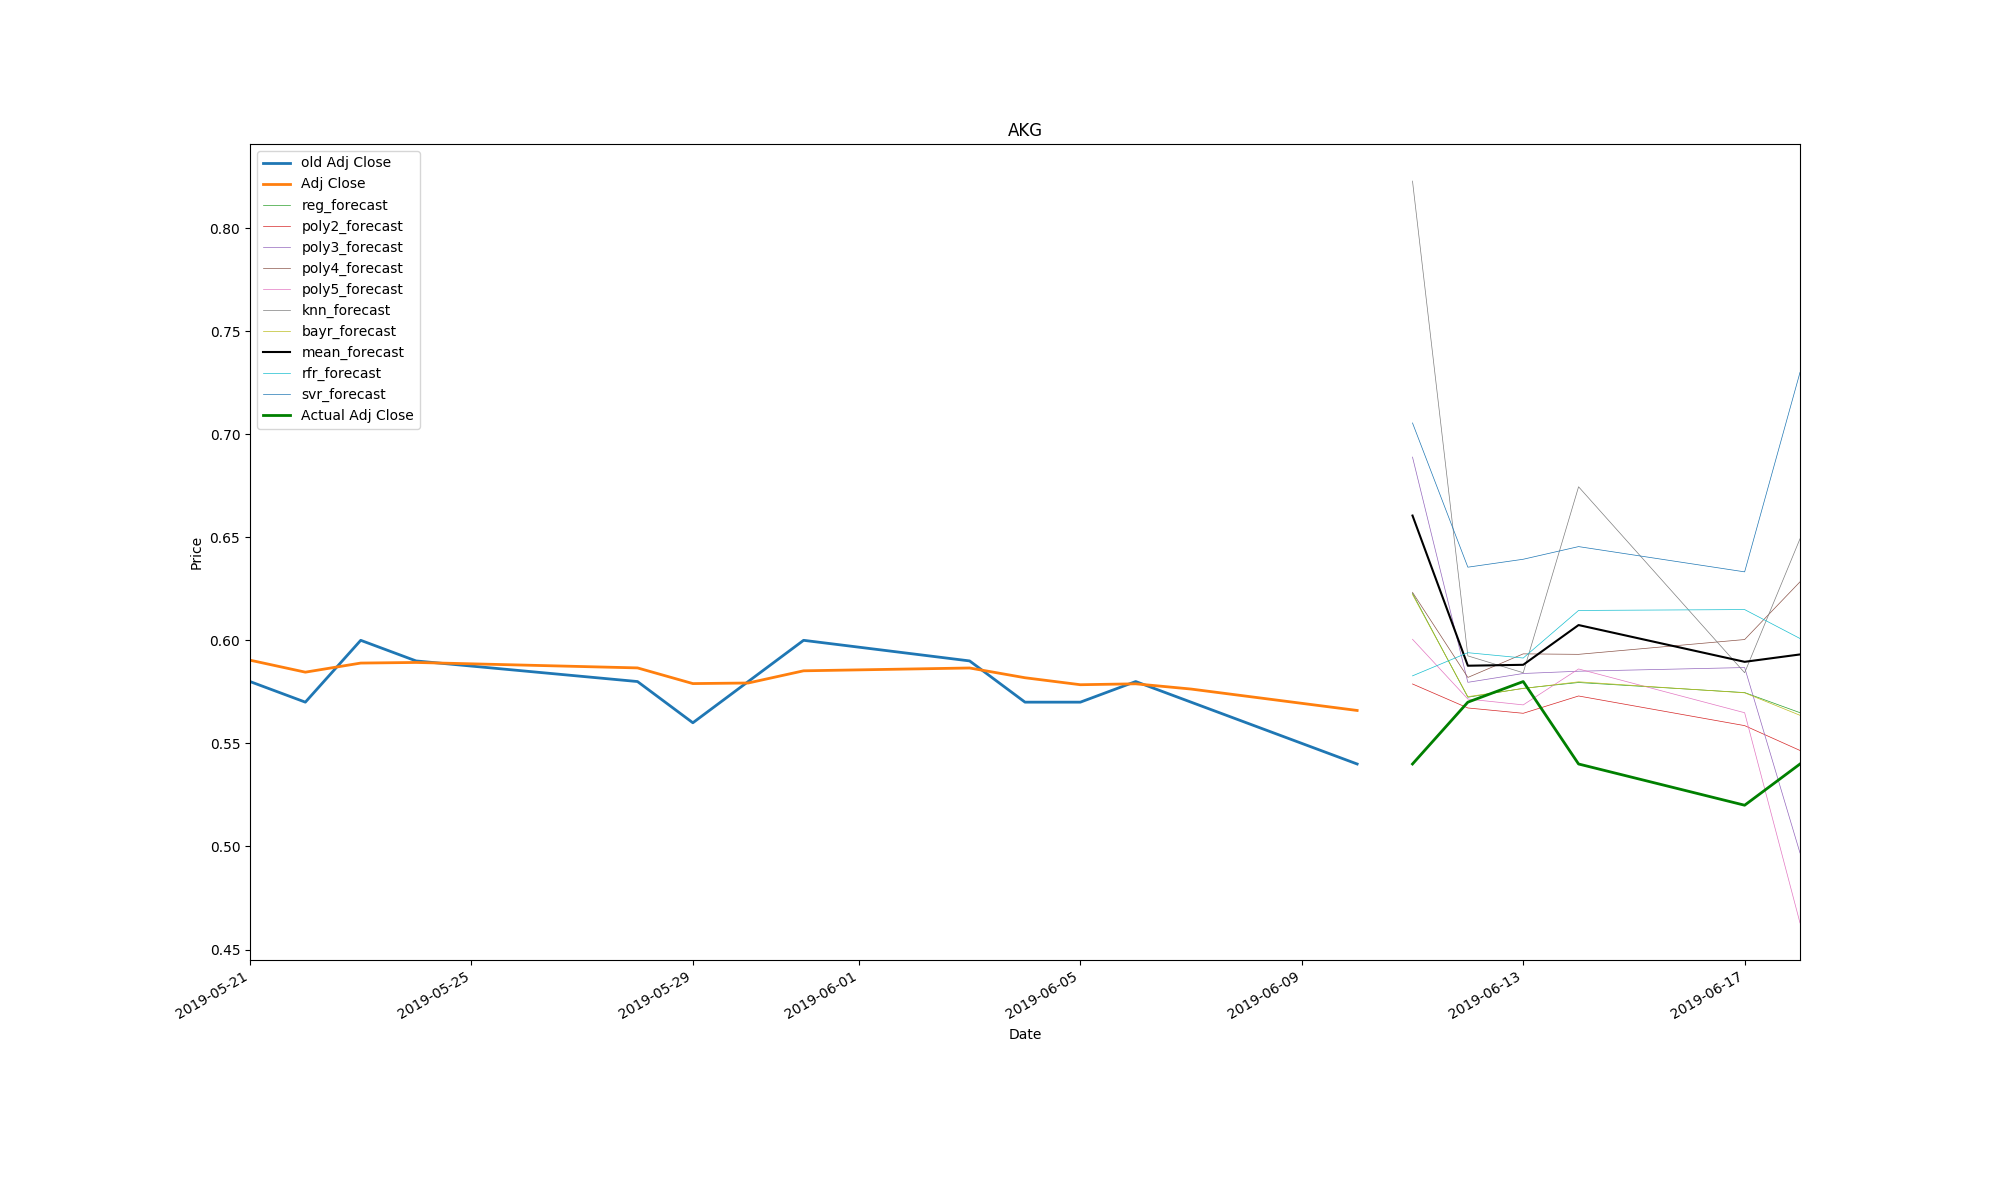 AKG
old Adj Close
Adj Close
reg_forecast
poly2_forecast
poly3_forecast
poly4_forecast
poly5_forecast
knn_forecast
bayr_forecast
mean_forecast
rfr_forecast
svr_forecast
Actual Adj Close
0.80
0.75
0.70
0.65
0.60
0.55
0.50
0.45
Price
2019-05-21
2019-05-25
2019-05-29
2019-06-01
2019-06-05
2019-06-09
2019-06-13
2019-06-17
Date